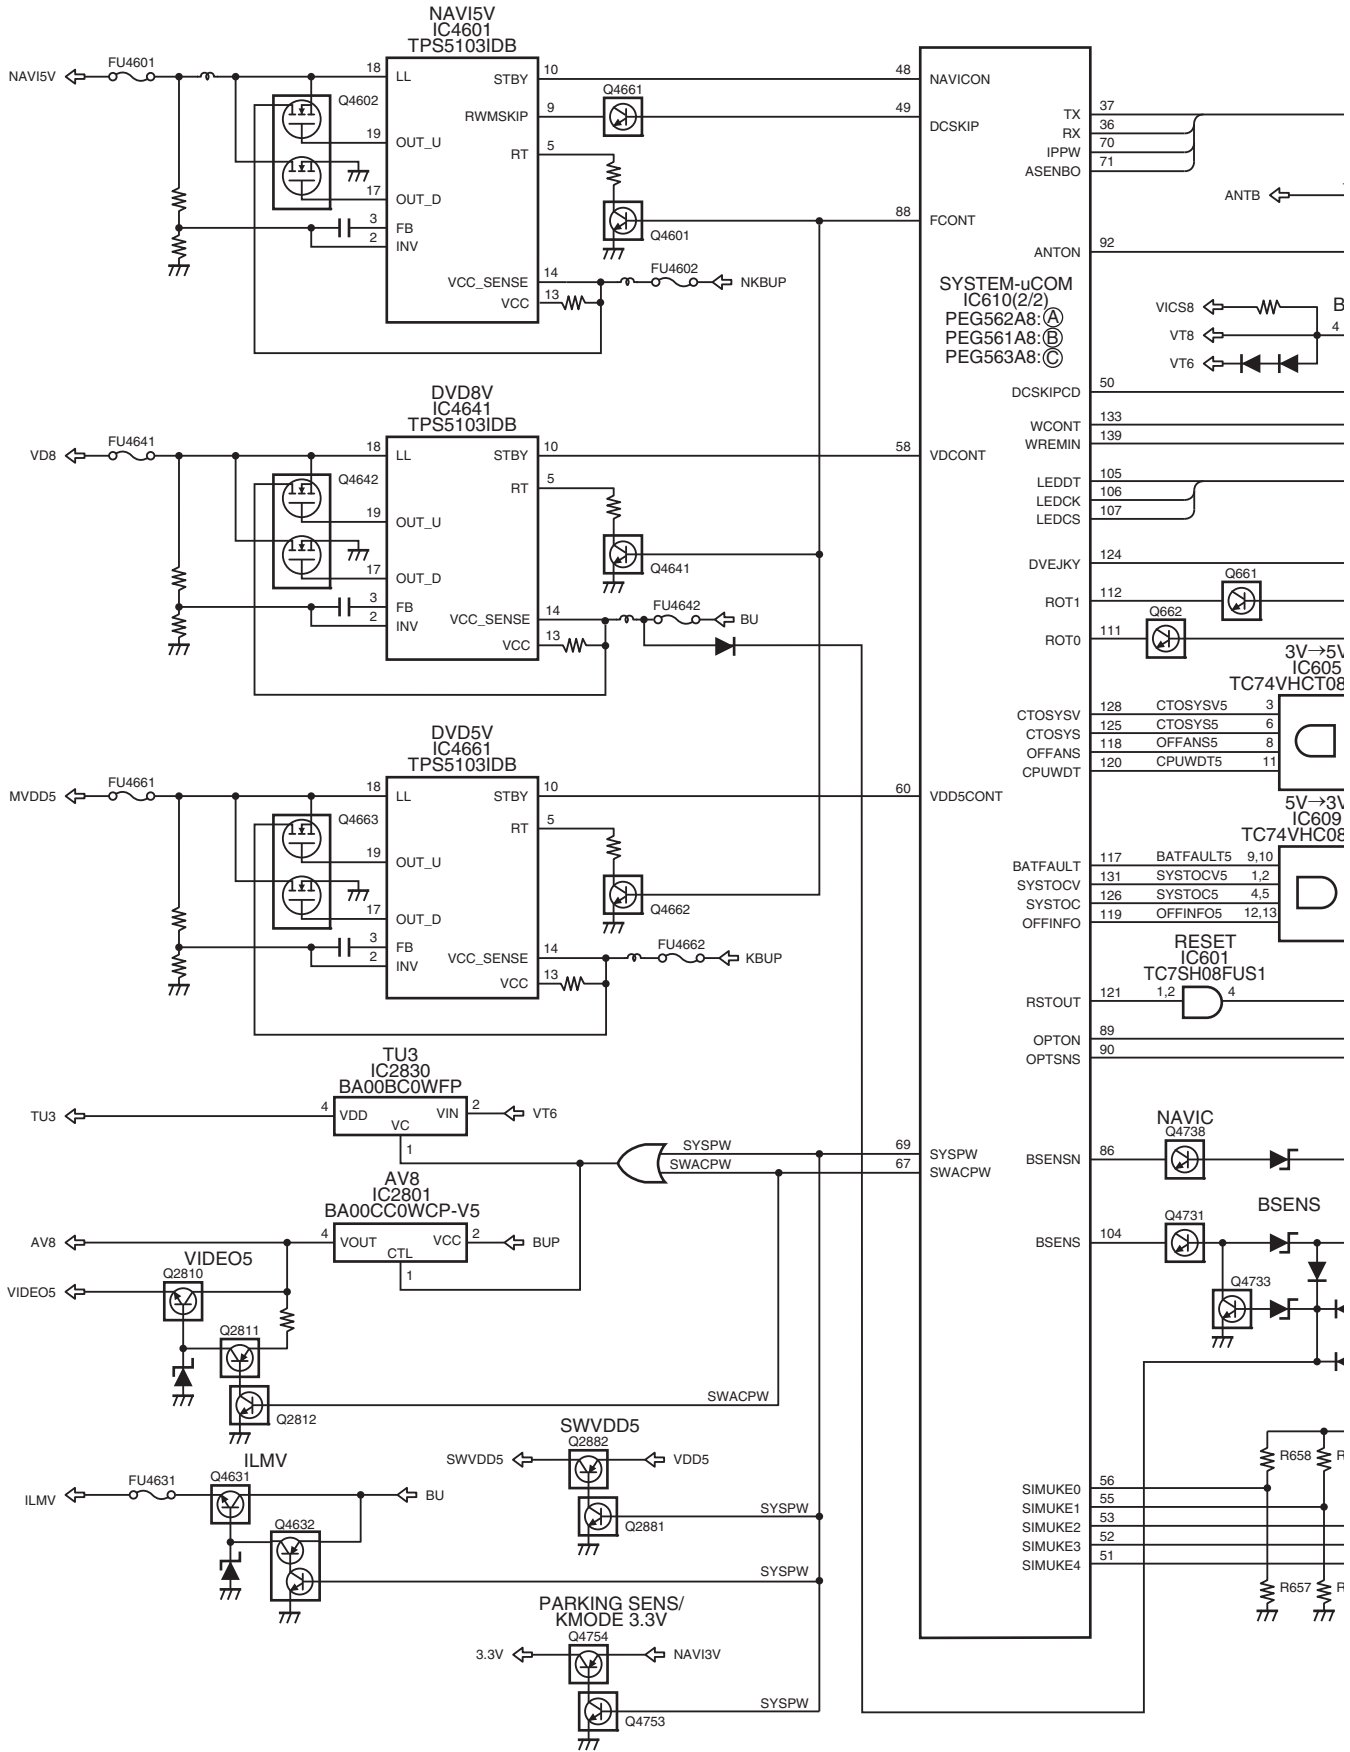 NAVI5V
IC4601
TPS5103IDB
NAVI5V
FU4601
18
LL
Q4602
19
OUT_U
17
OUT_D
3
FB
2
INV
STBY
10
RWMSKIP
9
Q4661
RT
5
Q4601
VCC_SENSE
14
FU4602
NKBUP
VCC
13
48
NAVICON
49
DCSKIP
88
FCONT
SYSTEM-uCOM
IC610(2/2)
PEG562A8:Ⓐ
PEG561A8:Ⓑ
PEG563A8:Ⓒ
TX
37
RX
36
IPPW
70
ASENBO
71
ANTB
ANTON
92
VICS8
VT8
VT6
B
4
DCSKIPCD
50
WCONT
133
WREMIN
139
LEDDT
105
LEDCK
106
LEDCS
107
DVEJKY
124
Q661
ROT1
112
Q662
ROT0
111
DVD8V
IC4641
TPS5103IDB
VD8
FU4641
18
LL
Q4642
19
OUT_U
17
OUT_D
3
FB
2
INV
STBY
10
RT
5
Q4641
VCC_SENSE
14
FU4642
BU
VCC
13
58
VDCONT
3V→5V
IC605
TC74VHCT08
CTOSYSV
128
CTOSYSV5
3
CTOSYS
125
CTOSYS5
6
OFFANS
118
OFFANS5
8
CPUWDT
120
CPUWDT5
11
DVD5V
IC4661
TPS5103IDB
MVDD5
FU4661
18
LL
Q4663
19
OUT_U
17
OUT_D
3
FB
2
INV
STBY
10
RT
5
Q4662
VCC_SENSE
14
FU4662
KBUP
VCC
13
60
VDD5CONT
5V→3V
IC609
TC74VHC08
BATFAULT
117
BATFAULT5
9,10
SYSTOCV
131
SYSTOCV5
1,2
SYSTOC
126
SYSTOC5
4,5
OFFINFO
119
OFFINFO5
12,13
RESET
IC601
TC7SH08FUS1
RSTOUT
121
1,2
4
OPTON
89
OPTSNS
90
TU3
IC2830
BA00BC0WFP
TU3
4
VDD
VIN
2
VT6
VC
1
SYSPW
69
SYSPW
SWACPW
67
SWACPW
NAVIC
Q4738
BSENSN
86
AV8
IC2801
BA00CC0WCP-V5
AV8
4
VOUT
VCC
2
BUP
CTL
1
BSENS
Q4731
BSENS
104
Q4733
VIDEO5
Q2810
VIDEO5
Q2811
Q2812
SWACPW
SWVDD5
Q2882
SWVDD5
VDD5
Q2881
SYSPW
ILMV
ILMV
FU4631
Q4631
BU
Q4632
SYSPW
R658
R
SIMUKE0
56
SIMUKE1
55
SIMUKE2
53
SIMUKE3
52
SIMUKE4
51
R657
R
PARKING SENS/
KMODE 3.3V
Q4754
3.3V
NAVI3V
Q4753
SYSPW